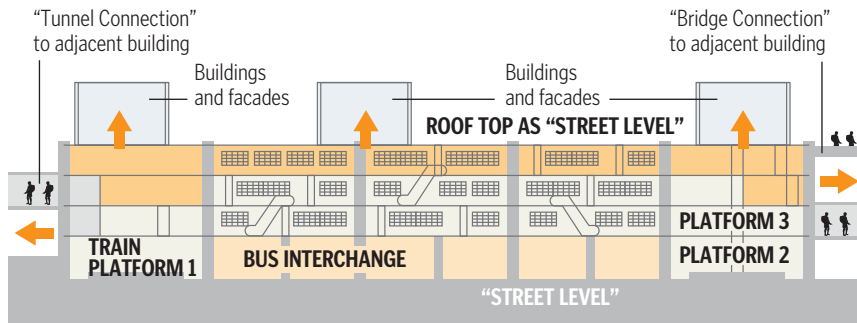 “Tunnel Connection”
to adjacent building
“Bridge Connection”
to adjacent building
Buildings
and facades
Buildings
and facades
ROOF TOP AS “STREET LEVEL”
PLATFORM 3
TRAIN
PLATFORM 1
BUS INTERCHANGE
PLATFORM 2
“STREET LEVEL”